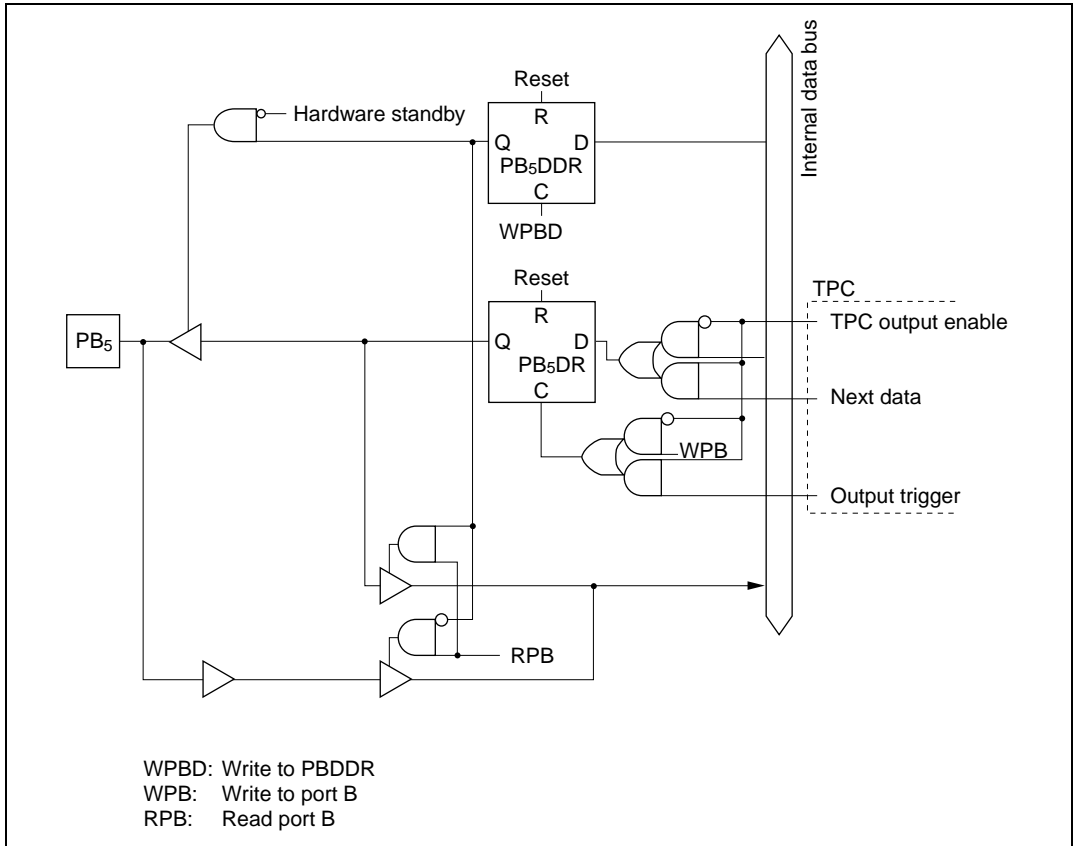 Internal data bus
Reset
Hardware standby
R
Q D
PB5DDR
C
WPBD
Reset
TPC
R
TPC output enable
PB5
Q D
PB5DR
C
Next data
WPB
Output trigger
RPB
WPBD: Write to PBDDR
WPB: Write to port B
RPB: Read port B